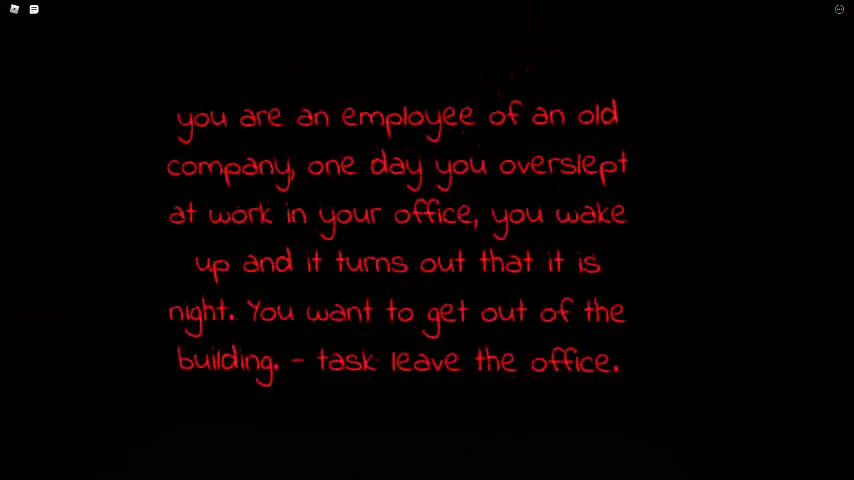 you are an employee of an old
company, one day you overslept
at work in your office, you wake
up and it turns out that it is
night. You want to get out of the
building. - task leave the office.